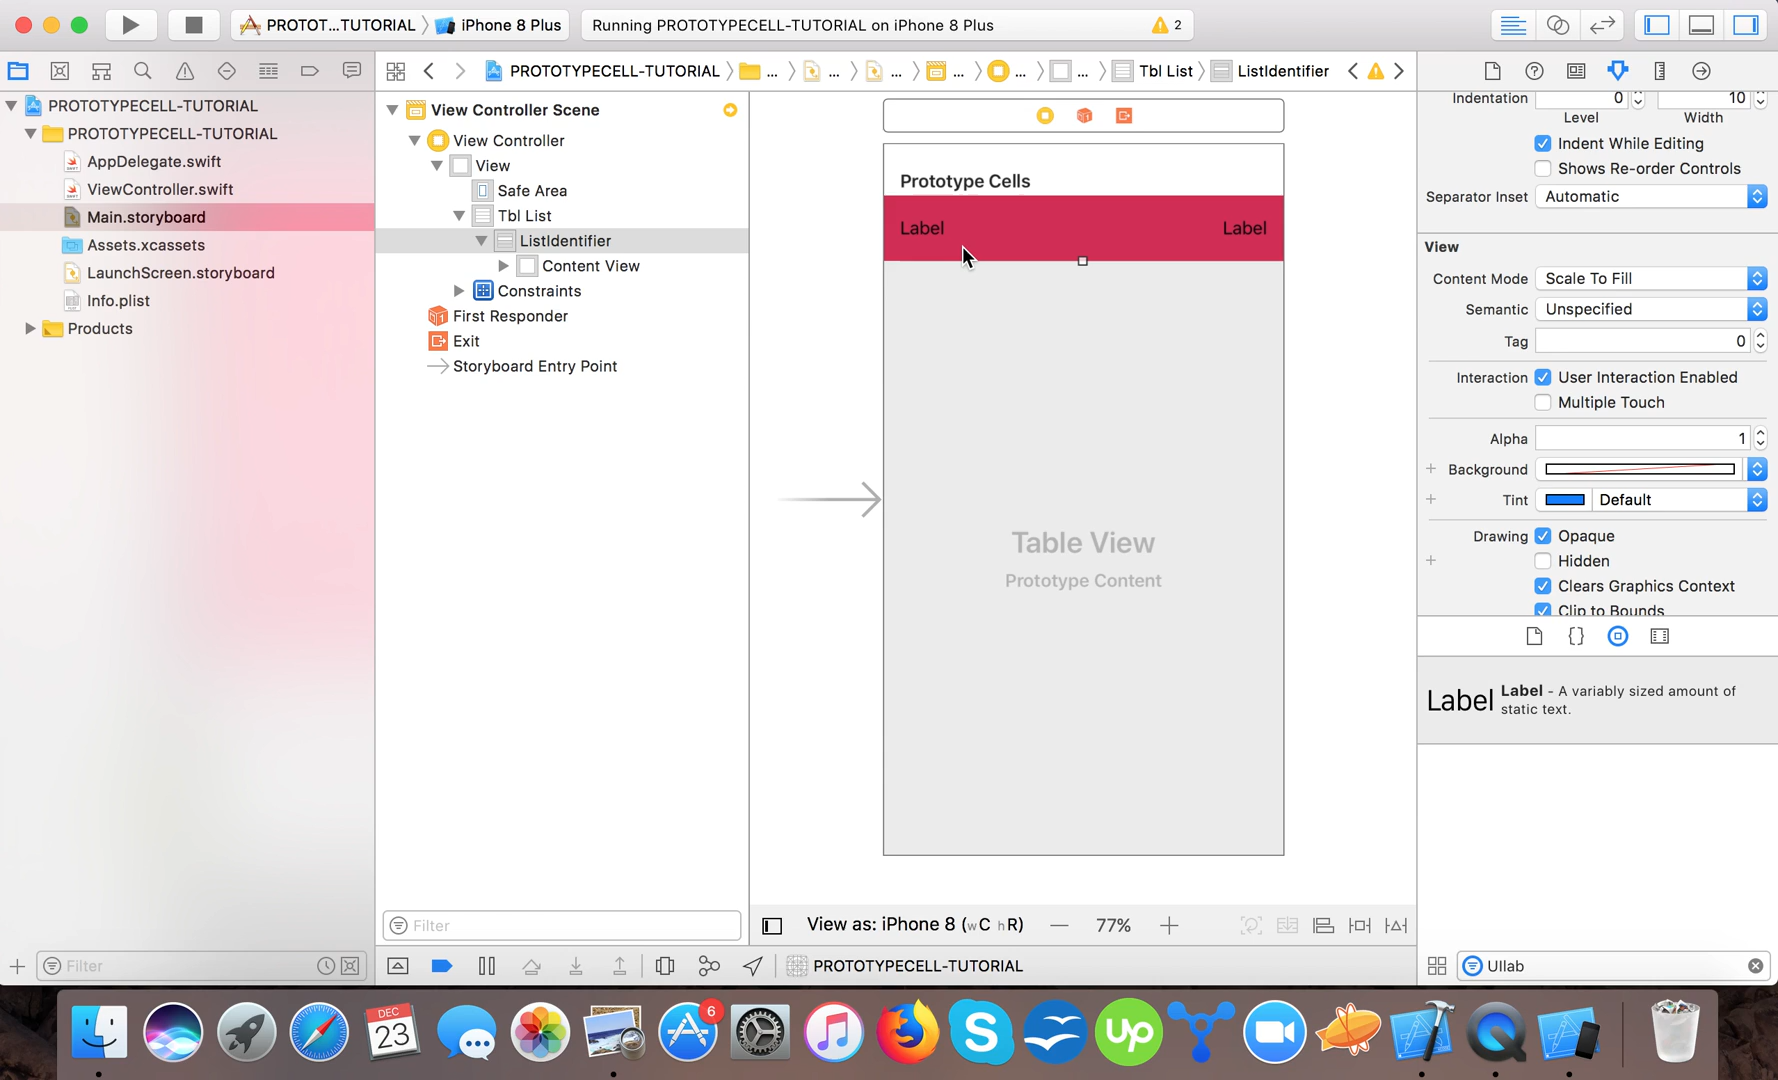 PROTOT...TUTORIAL
iPhone 8 Plus
Running PROTOTYPECELL-TUTORIAL on iPhone 8 Plus
2
PROTOTYPECELL-TUTORIAL
...
...
...
...
...
...
Tbl List
ListIdentifier
PROTOTYPECELL-TUTORIAL
PROTOTYPECELL-TUTORIAL
AppDelegate.swift
ViewController.swift
Main.storyboard
Assets.xcassets
LaunchScreen.storyboard
Info.plist
Products
Filter
View Controller Scene
View Controller
View
Safe Area
Tbl List
ListIdentifier
Content View
Constraints
First Responder
Exit
Storyboard Entry Point
Filter
Prototype Cells
Label
Label
Table View
Prototype Content
View as: iPhone 8 (wC hR)
77%
PROTOTYPECELL-TUTORIAL
Indentation
0
10
Level
Width
Indent While Editing
Shows Re-order Controls
Separator Inset
Automatic
View
Content Mode
Scale To Fill
Semantic
Unspecified
Tag
0
Interaction
User Interaction Enabled
Multiple Touch
Alpha
1
Background
Tint
Default
Drawing
Opaque
Hidden
Clears Graphics Context
Clip to Bounds
Label
Label - A variably sized amount of
static text.
UIlab
DEC
23
6
S
up